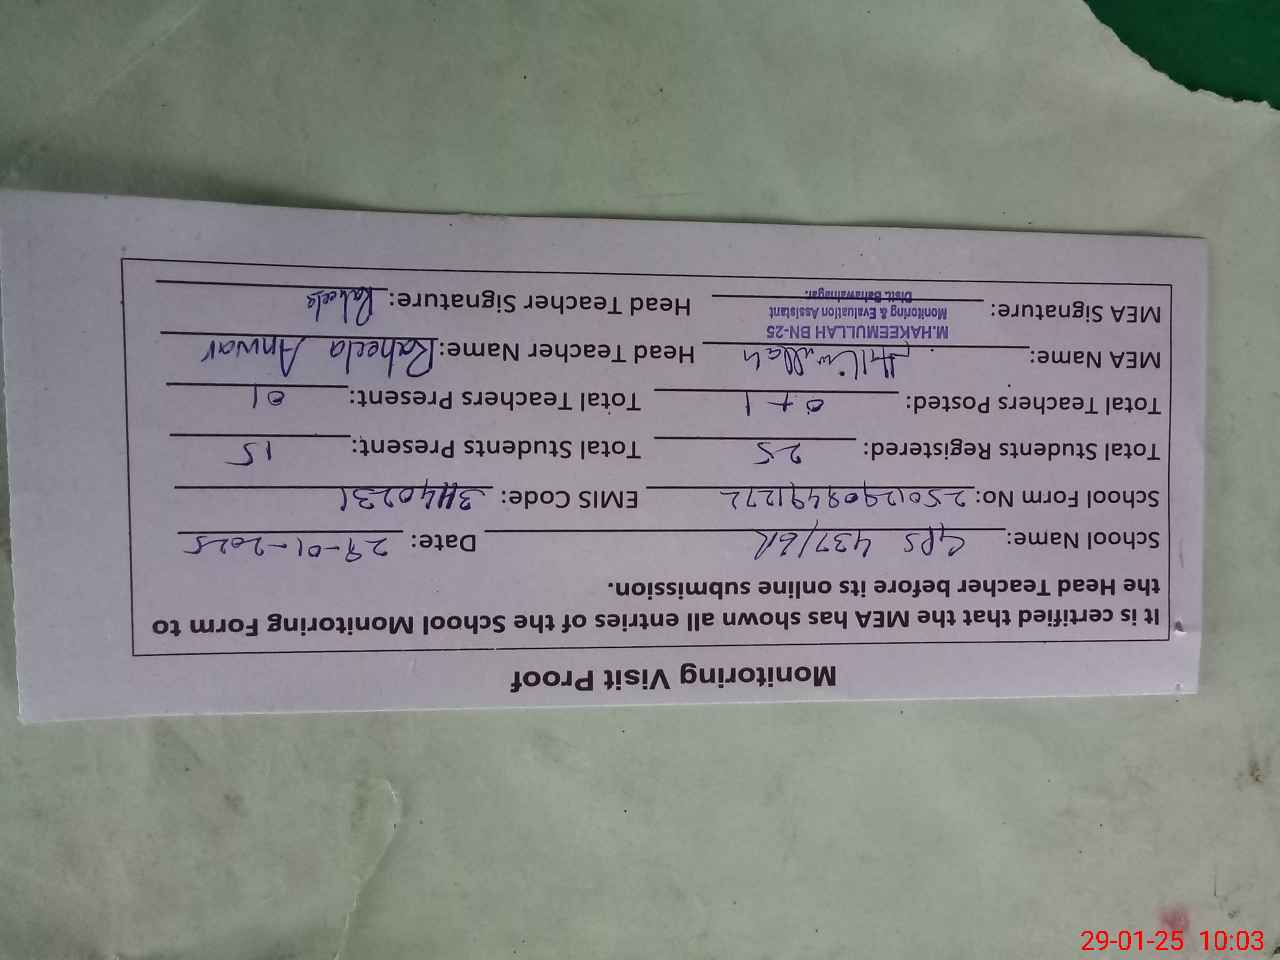 Monitoring Visit Proof
It is certified that the MEA has shown all entries of the School Monitoring Form to
the Head Teacher before its online submission.
School Name: GPS 437/6R Date: 29-01-2025
School Form No: EMIS Code:
Total Students Registered: 25 Total Students Present: 15
Total Teachers Posted: 0+1 Total Teachers Present: 01
MEA Name: Head Teacher Name: Raheela Anwar
M.HAKEEMULLAH BN-25
Monitoring & Evaluation Assistant
Distt. Bahawalnagar.
MEA Signature: Head Teacher Signature: Raheela
29-01-25 10:03